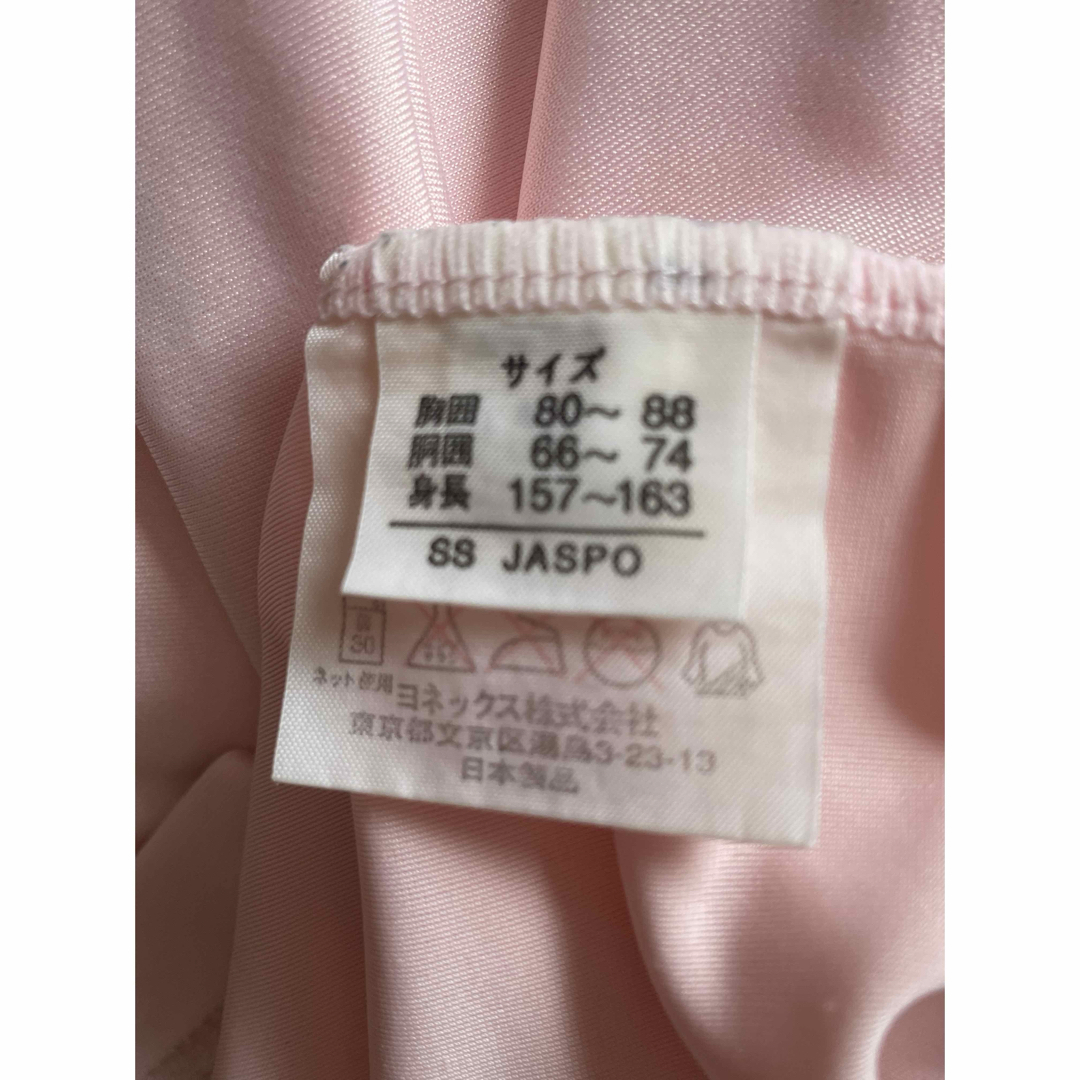 サイズ
胸囲 80〜 88
胴囲 66〜 74
身長 157〜163
SS JASPO
30
ネット使用
ヨネックス株式会社
東京都文京区湯島3-23-13
日本製品